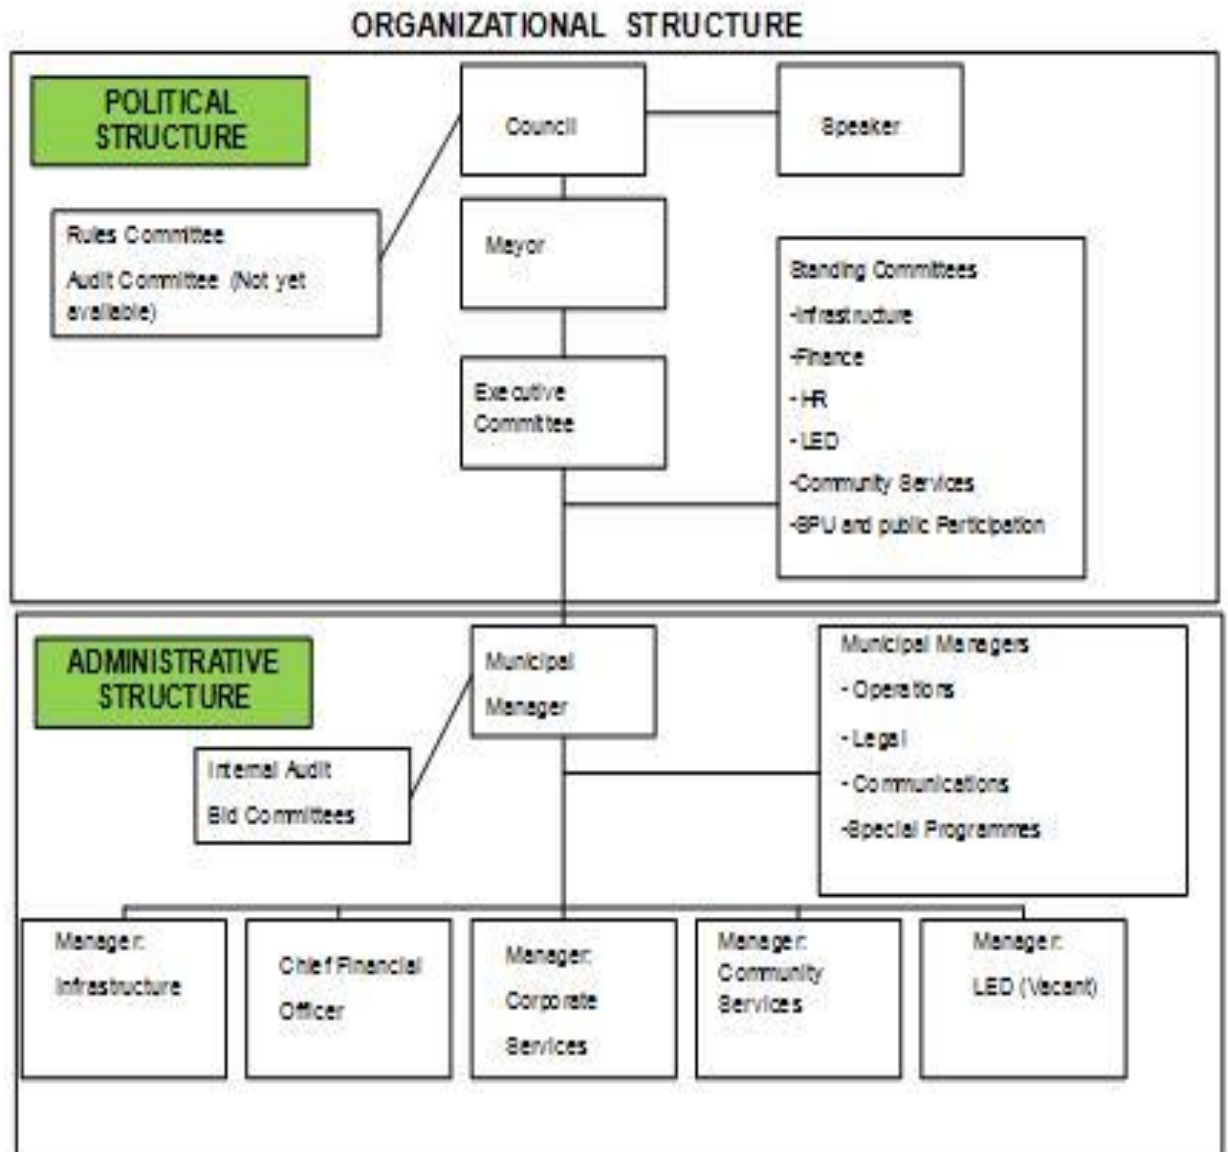 ORGANIZATIONAL STRUCTURE
POLITICAL
STRUCTURE
Council
Speaker
Rules Committee
Audit Committee (Not yet
available)
Mayor
Standing Committees
-Infrastructure
-Finance
- HR
- LED
-Community Services
-SPU and public Participation
Executive
Committee
ADMINISTRATIVE
STRUCTURE
Municipal
Manager
Municipal Managers
- Operations
- Legal
- Communications
-Special Programmes
Internal Audit
Bid Committees
Manager:
Infrastructure
Chief Financial
Officer
Manager:
Corporate
Services
Manager:
Community
Services
Manager:
LED (Vacant)